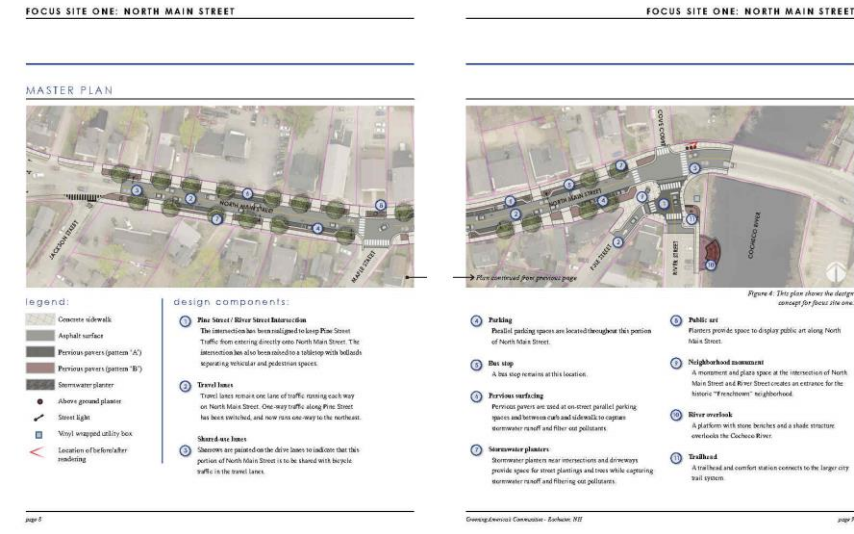 FOCUS SITE ONE: NORTH MAIN STREET
MASTER PLAN
JACKSON STREET
NORTH MAIN STREET
MAPLE STREET
legend:
Concrete sidewalk
Asphalt surface
Pervious pavers (pattern "A")
Pervious pavers (pattern "B")
Stormwater planter
Above ground planter
Street light
Vinyl wrapped utility box
Location of before/after
rendering
design components:
1 Pine Street / River Street Intersection
The intersection has been realigned to keep Pine Street
Traffic from entering directly onto North Main Street. The
intersection has also been raised to a tabletop with bollards
separating vehicular and pedestrian spaces.
2 Travel lanes
Travel lanes remain one lane of traffic running each way
on North Main Street. One-way traffic along Pine Street
has been switched, and now runs one-way to the northeast.
Shared-use lanes
3 Sharrows are painted on the drive lanes to indicate that this
portion of North Main Street is to be shared with bicycle
traffic in the travel lanes.
page 8
FOCUS SITE ONE: NORTH MAIN STREET
NORTH MAIN STREET
PINE STREET
RIVER STREET
COCHECO RIVER
Plan continued from previous page
Figure 4: This plan shows the design
concept for focus site one.
4 Parking
Parallel parking spaces are located throughout this portion
of North Main Street.
5 Bus stop
A bus stop remains at this location.
6 Pervious surfacing
Pervious pavers are used at on-street parallel parking
spaces and between curb and sidewalk to capture
stormwater runoff and filter out pollutants.
7 Stormwater planters
Stormwater planters near intersections and driveways
provide space for street plantings and trees while capturing
stormwater runoff and filtering out pollutants.
8 Public art
Planters provide space to display public art along North
Main Street.
9 Neighborhood monument
A monument and plaza space at the intersection of North
Main Street and River Street creates an entrance for the
historic "Frenchtown" neighborhood.
10 River overlook
A platform with stone benches and a shade structure
overlooks the Cocheco River.
11 Trailhead
A trailhead and comfort station connects to the larger city
trail system.
Greening America's Communities - Rochester, NH
page 9